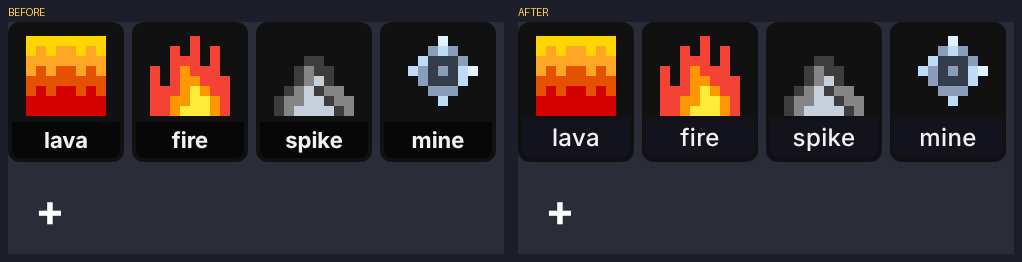 BEFORE
AFTER
lava fire spike mine
lava fire spike mine
+
+